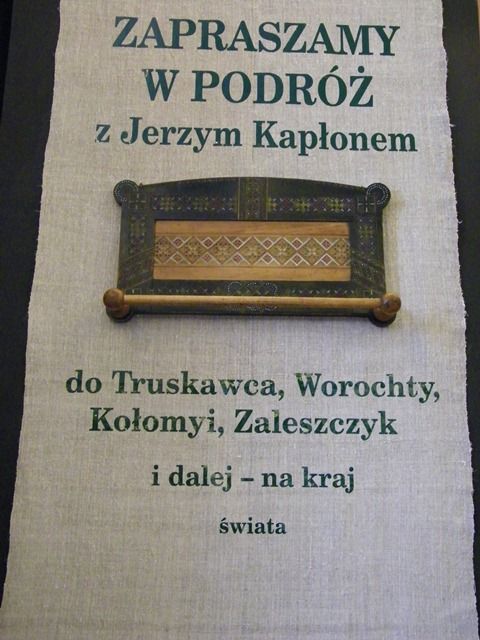 ZAPRASZAMY
W PODRÓŻ
z Jerzym Kapłonem
do Truskawca, Worochty,
Kołomyi, Zaleszczyk
i dalej – na kraj
świata